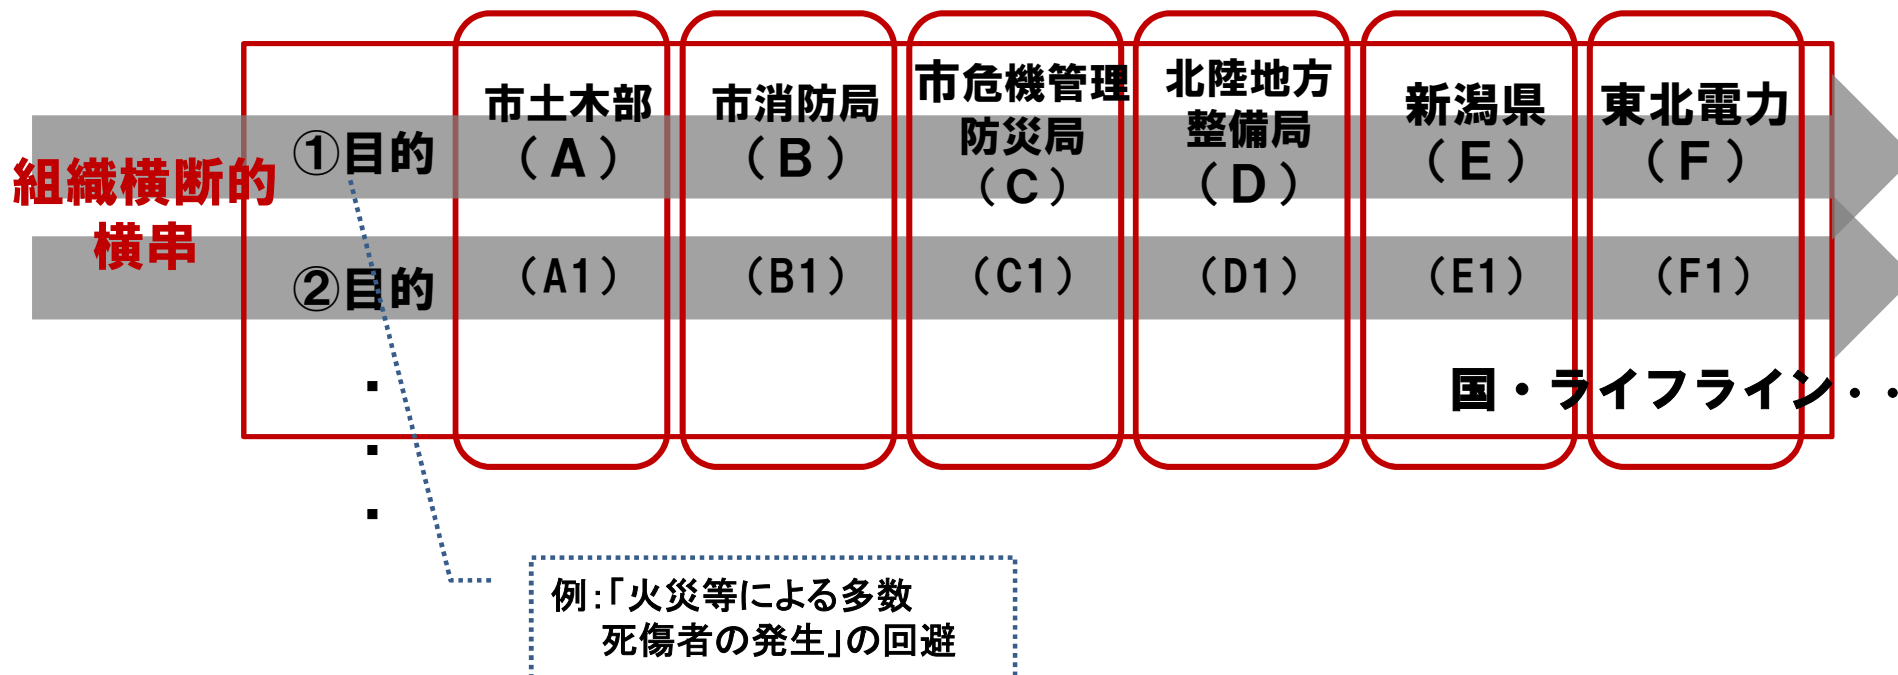 組織横断的
横串
①目的
市土木部
（A）
市消防局
（B）
市危機管理
防災局
（C）
北陸地方
整備局
（D）
新潟県
（E）
東北電力
（F）
②目的
（A1）
（B1）
（C1）
（D1）
（E1）
（F1）
国・ライフライン・・
・
・
・
例：「火災等による多数
死傷者の発生」の回避